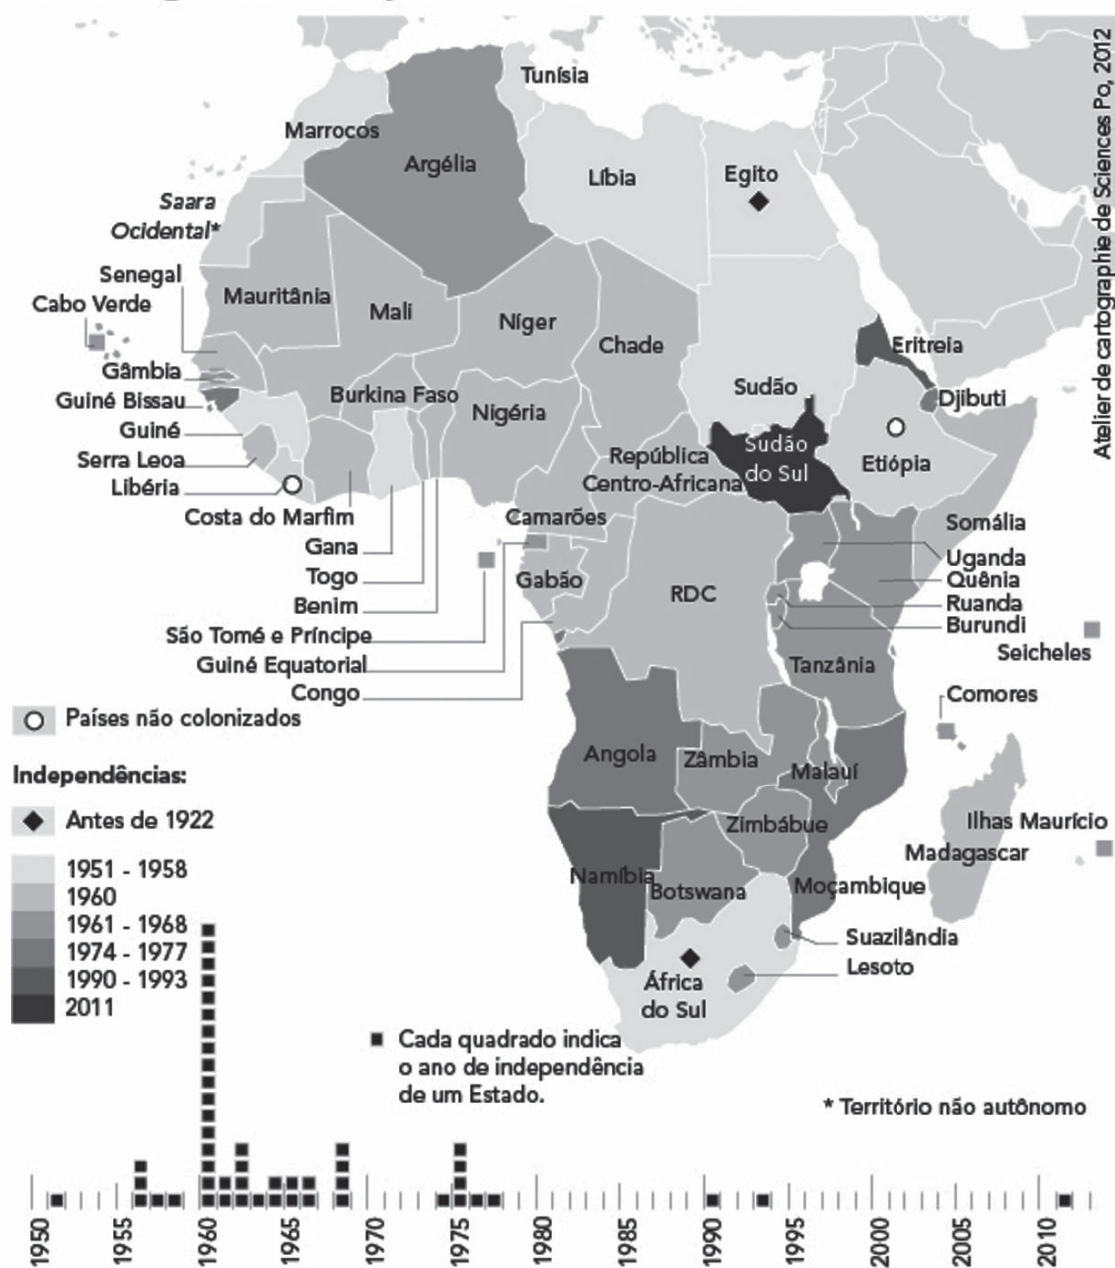 Tunísia
Marrocos
Argélia
Líbia
Egito
Saara
Ocidental*
Senegal
Cabo Verde
Mauritânia
Mali
Níger
Chade
Eritreia
Gâmbia
Guiné Bissau
Burkina Faso
Nigéria
Sudão
Djibuti
Guiné
Serra Leoa
Libéria
República
Centro-Africana
Sudão
do Sul
Etiópia
Costa do Marfim
Camarões
Somália
Gana
Uganda
Togo
Gabão
RDC
Quênia
Benim
Ruanda
São Tomé e Príncipe
Burundi
Guiné Equatorial
Tanzânia
Seicheles
Congo
Comores
Angola
Zâmbia
Malauí
Zimbábue
Ilhas Maurício
Madagascar
Namíbia
Botswana
Moçambique
Suazilândia
Lesoto
África
do Sul
Atelier de cartographie de Sciences Po, 2012
Países não colonizados
Independências:
Antes de 1922
1951 - 1958
1960
1961 - 1968
1974 - 1977
1990 - 1993
2011
Cada quadrado indica
o ano de independência
de um Estado.
* Território não autônomo
1950 1955 1960 1965 1970 1975 1980 1985 1990 1995 2000 2005 2010